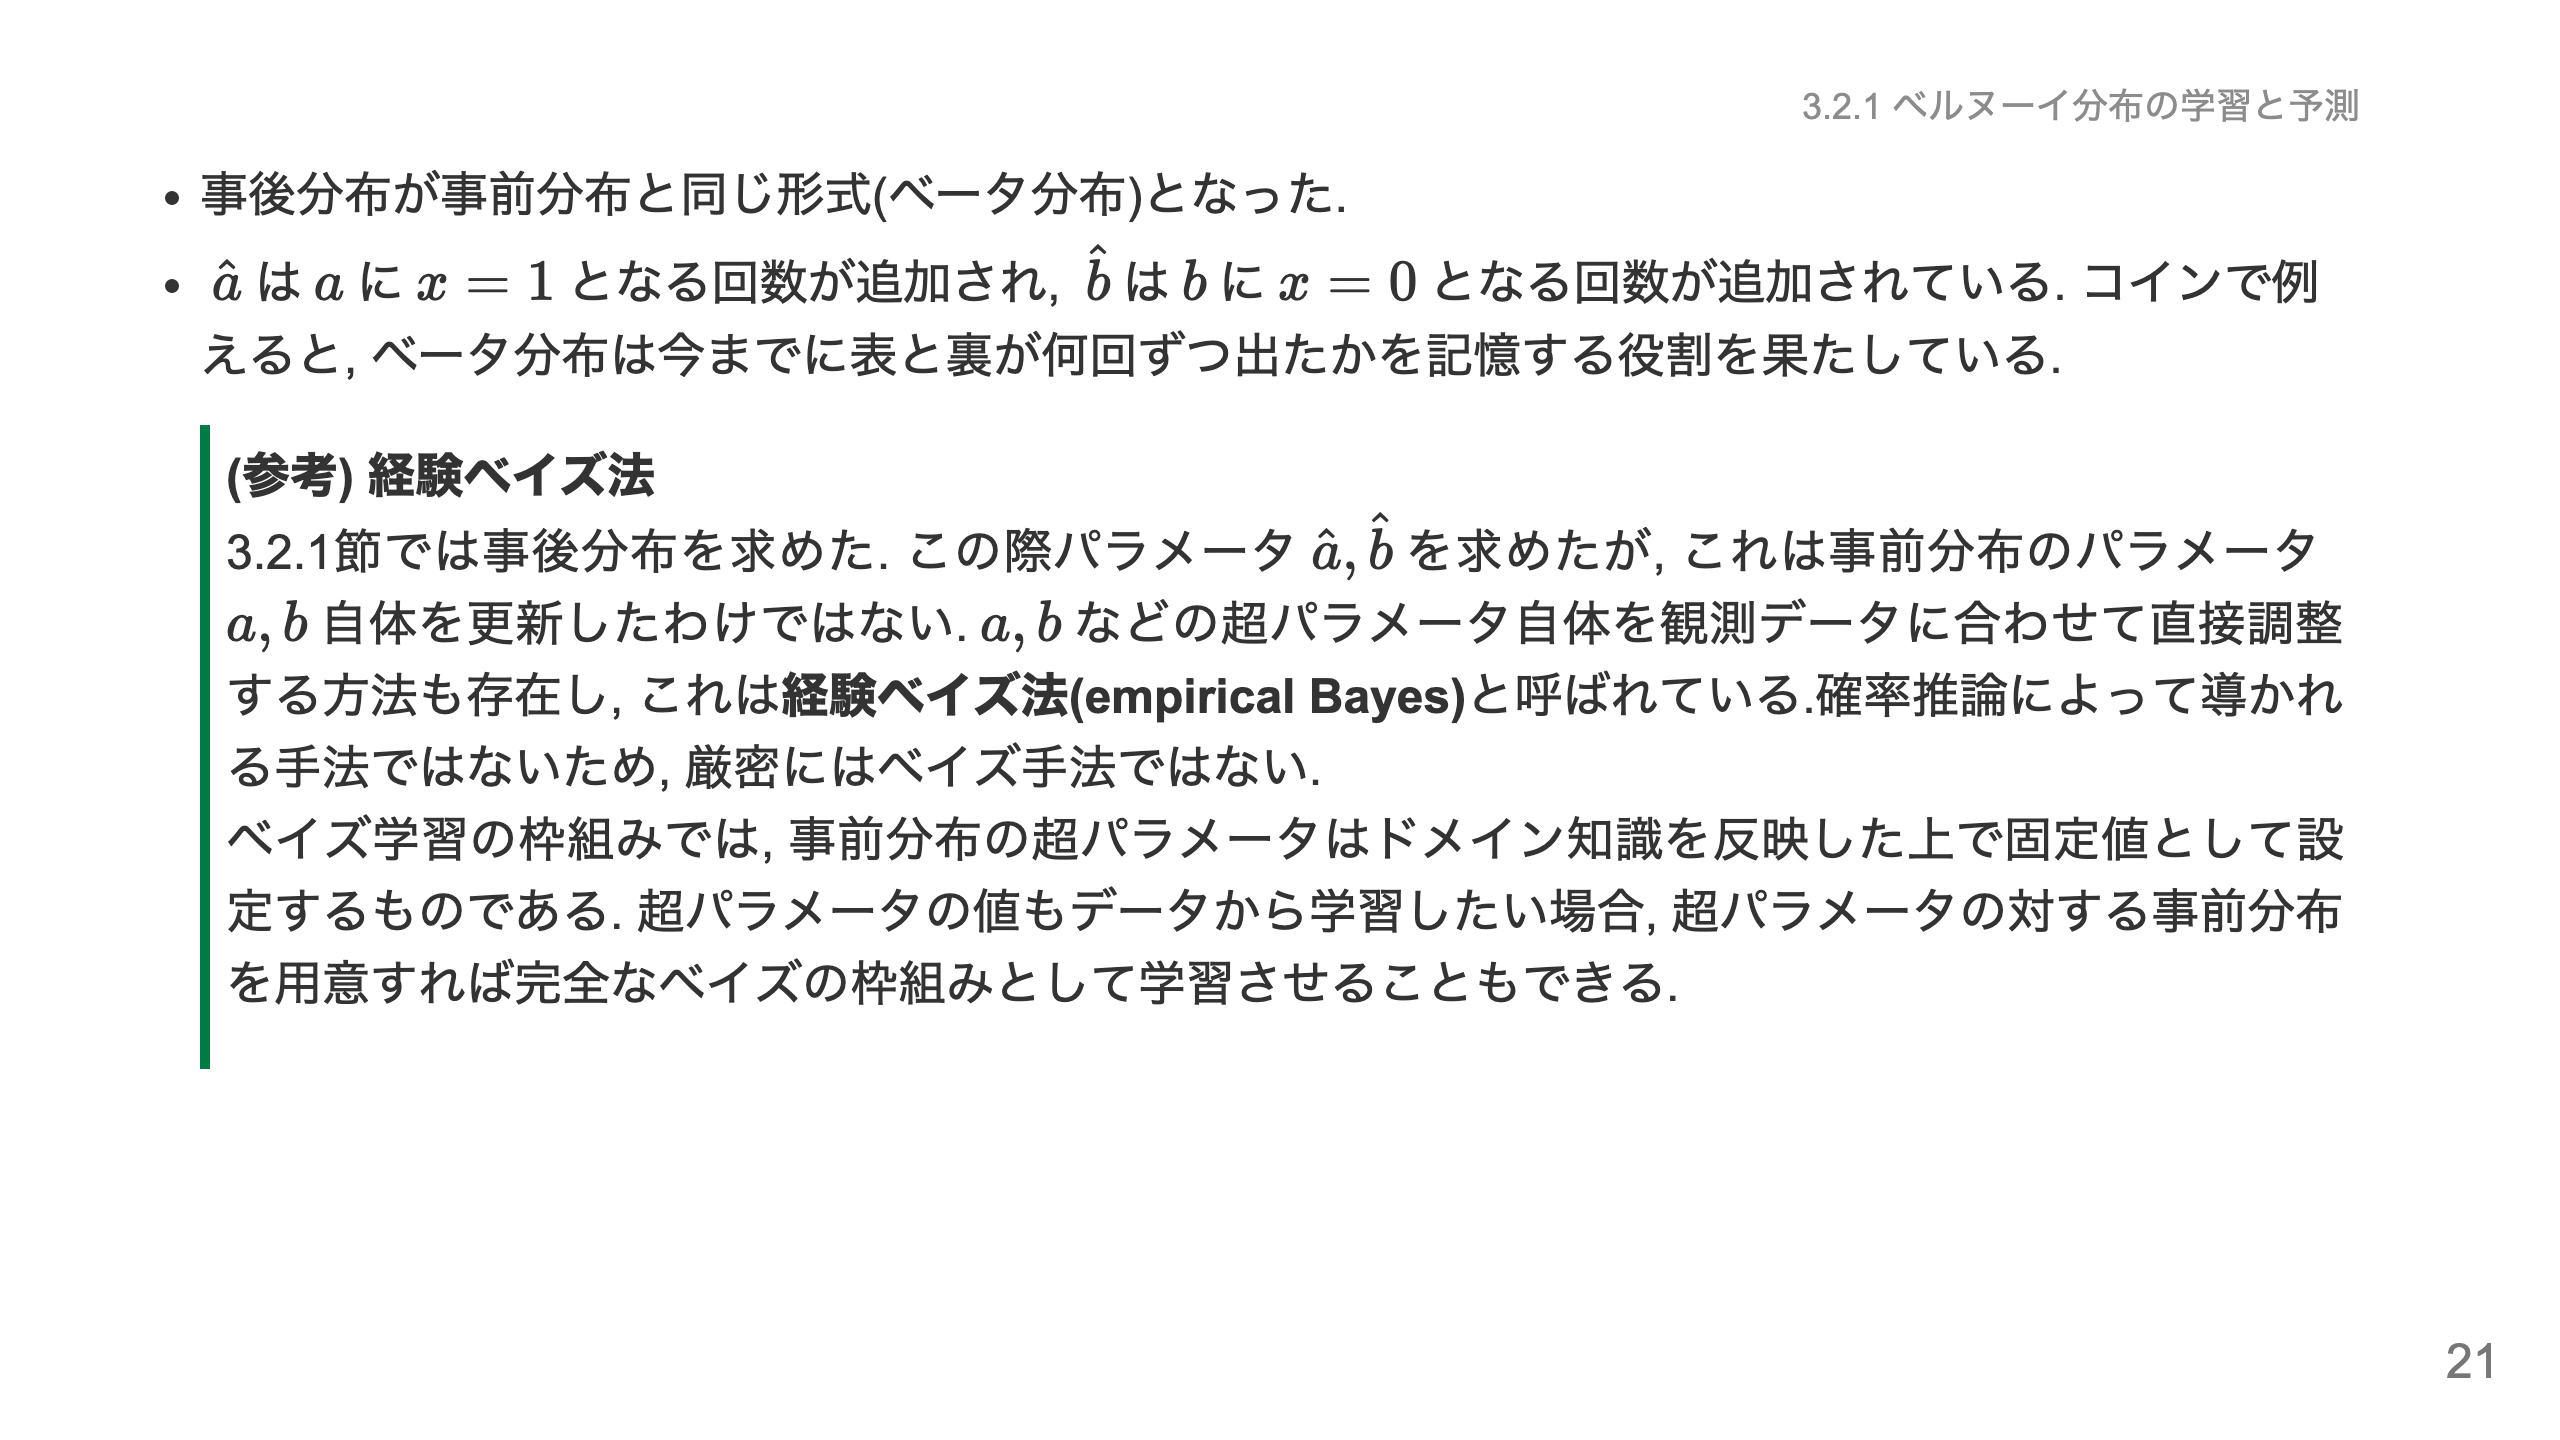 3.2.1 ベルヌーイ分布の学習と予測
• 事後分布が事前分布と同じ形式(ベータ分布)となった.
• â は a に x = 1 となる回数が追加され, b̂ は b に x = 0 となる回数が追加されている. コインで例
えると, ベータ分布は今までに表と裏が何回ずつ出たかを記憶する役割を果たしている.
(参考) 経験ベイズ法
3.2.1節では事後分布を求めた. この際パラメータ â, b̂ を求めたが, これは事前分布のパラメータ
a, b 自体を更新したわけではない. a, b などの超パラメータ自体を観測データに合わせて直接調整
する方法も存在し, これは経験ベイズ法(empirical Bayes)と呼ばれている.確率推論によって導かれ
る手法ではないため, 厳密にはベイズ手法ではない.
ベイズ学習の枠組みでは, 事前分布の超パラメータはドメイン知識を反映した上で固定値として設
定するものである. 超パラメータの値もデータから学習したい場合, 超パラメータの対する事前分布
を用意すれば完全なベイズの枠組みとして学習させることもできる.
21